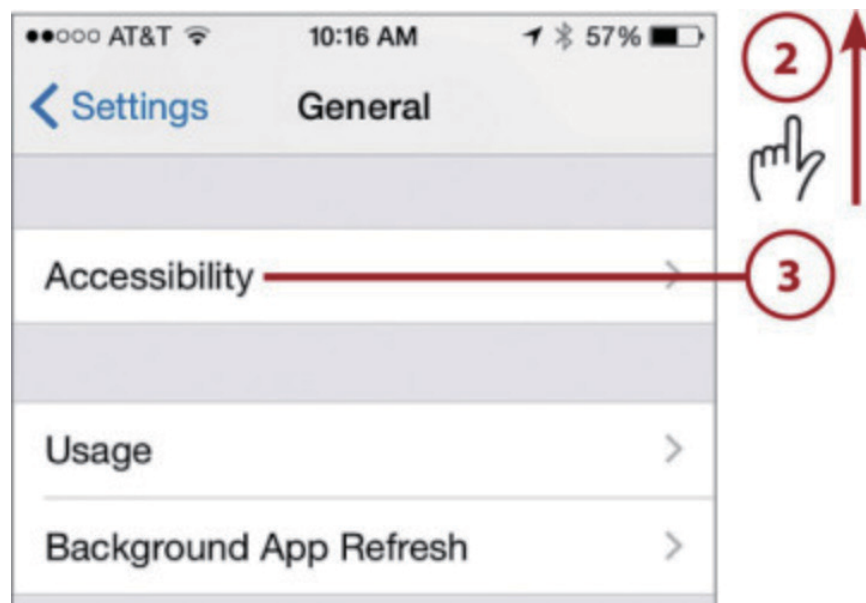 AT&T 10:16 AM 57%
Settings General
2
Accessibility
3
Usage
Background App Refresh